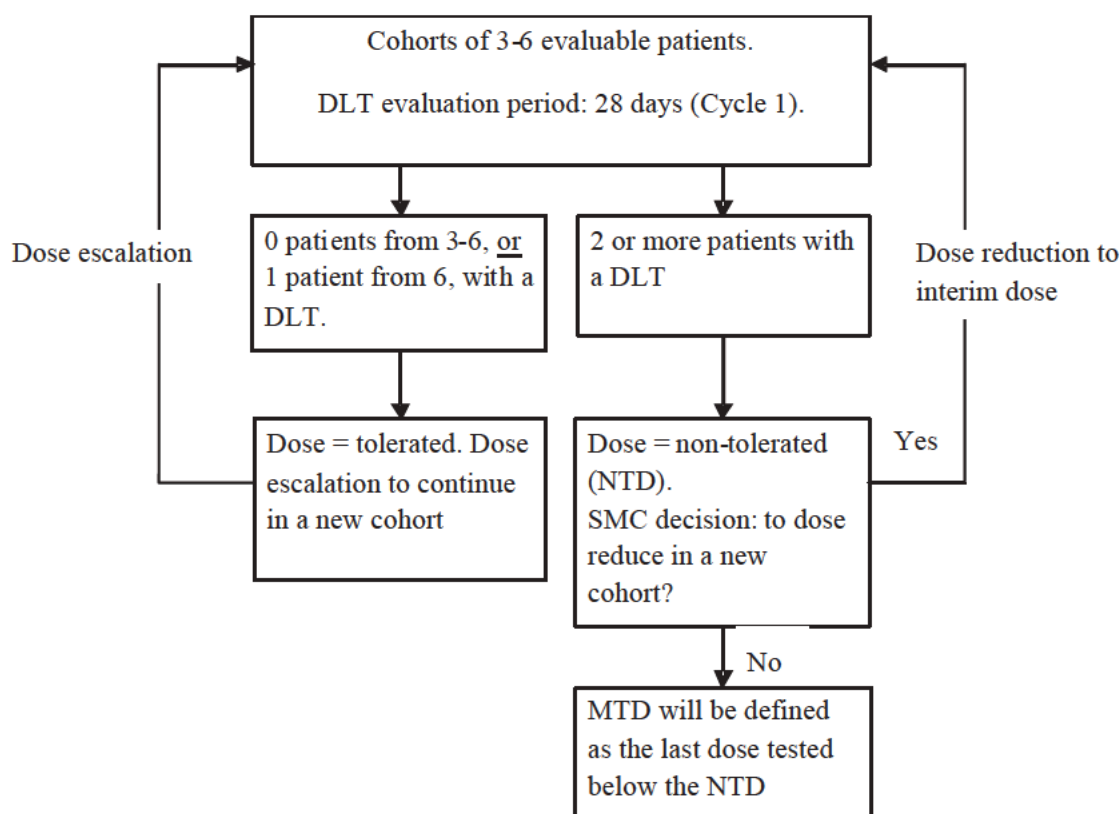 Cohorts of 3-6 evaluable patients.
DLT evaluation period: 28 days (Cycle 1).
Dose escalation
0 patients from 3-6, or
1 patient from 6, with a
DLT.
2 or more patients with
a DLT
Dose reduction to
interim dose
Dose = tolerated. Dose
escalation to continue
in a new cohort
Dose = non-tolerated
(NTD).
SMC decision: to dose
reduce in a new
cohort?
Yes
No
MTD will be defined
as the last dose tested
below the NTD